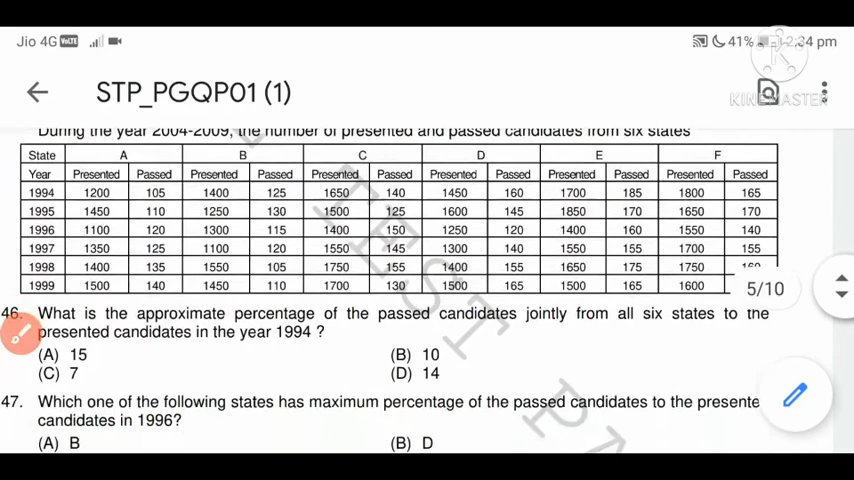 Jio 4G VoLTE 41% 2:34 pm
STP_PGQP01 (1)
KINEMASTER
During the year 2004-2009, the number of presented and passed candidates from six states
State A B C D E F
Year Presented Passed Presented Passed Presented Passed Presented Passed Presented Passed Presented Passed
1994 1200 105 1400 125 1650 140 1450 160 1700 185 1800 165
1995 1450 110 1250 130 1500 125 1600 145 1850 170 1650 170
1996 1100 120 1300 115 1400 150 1250 120 1400 160 1550 140
1997 1350 125 1100 120 1550 145 1300 140 1550 155 1700 155
1998 1400 135 1550 105 1750 155 1400 155 1650 175 1750
1999 1500 140 1450 110 1700 130 1500 165 1500 165 1600
5/10
46. What is the approximate percentage of the passed candidates jointly from all six states to the
presented candidates in the year 1994 ?
(A) 15 (B) 10
(C) 7 (D) 14
47. Which one of the following states has maximum percentage of the passed candidates to the presente
candidates in 1996?
(A) B (B) D
TEST PA